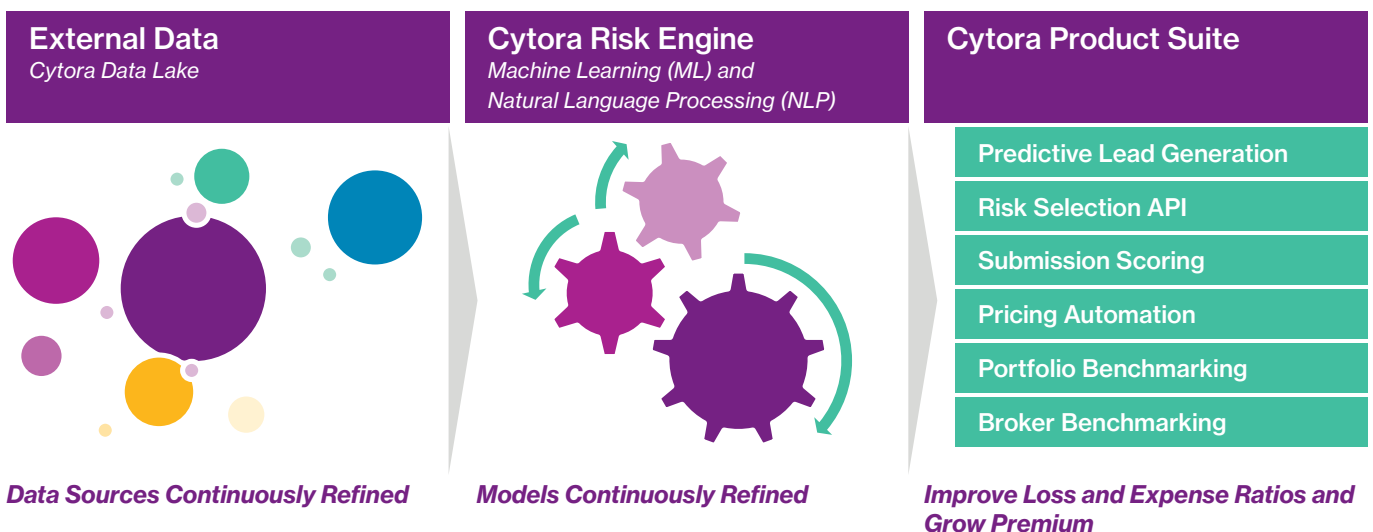 External Data
Cytora Data Lake
Cytora Risk Engine
Machine Learning (ML) and
Natural Language Processing (NLP)
Cytora Product Suite
Predictive Lead Generation
Risk Selection API
Submission Scoring
Pricing Automation
Portfolio Benchmarking
Broker Benchmarking
Data Sources Continuously Refined
Models Continuously Refined
Improve Loss and Expense Ratios and
Grow Premium